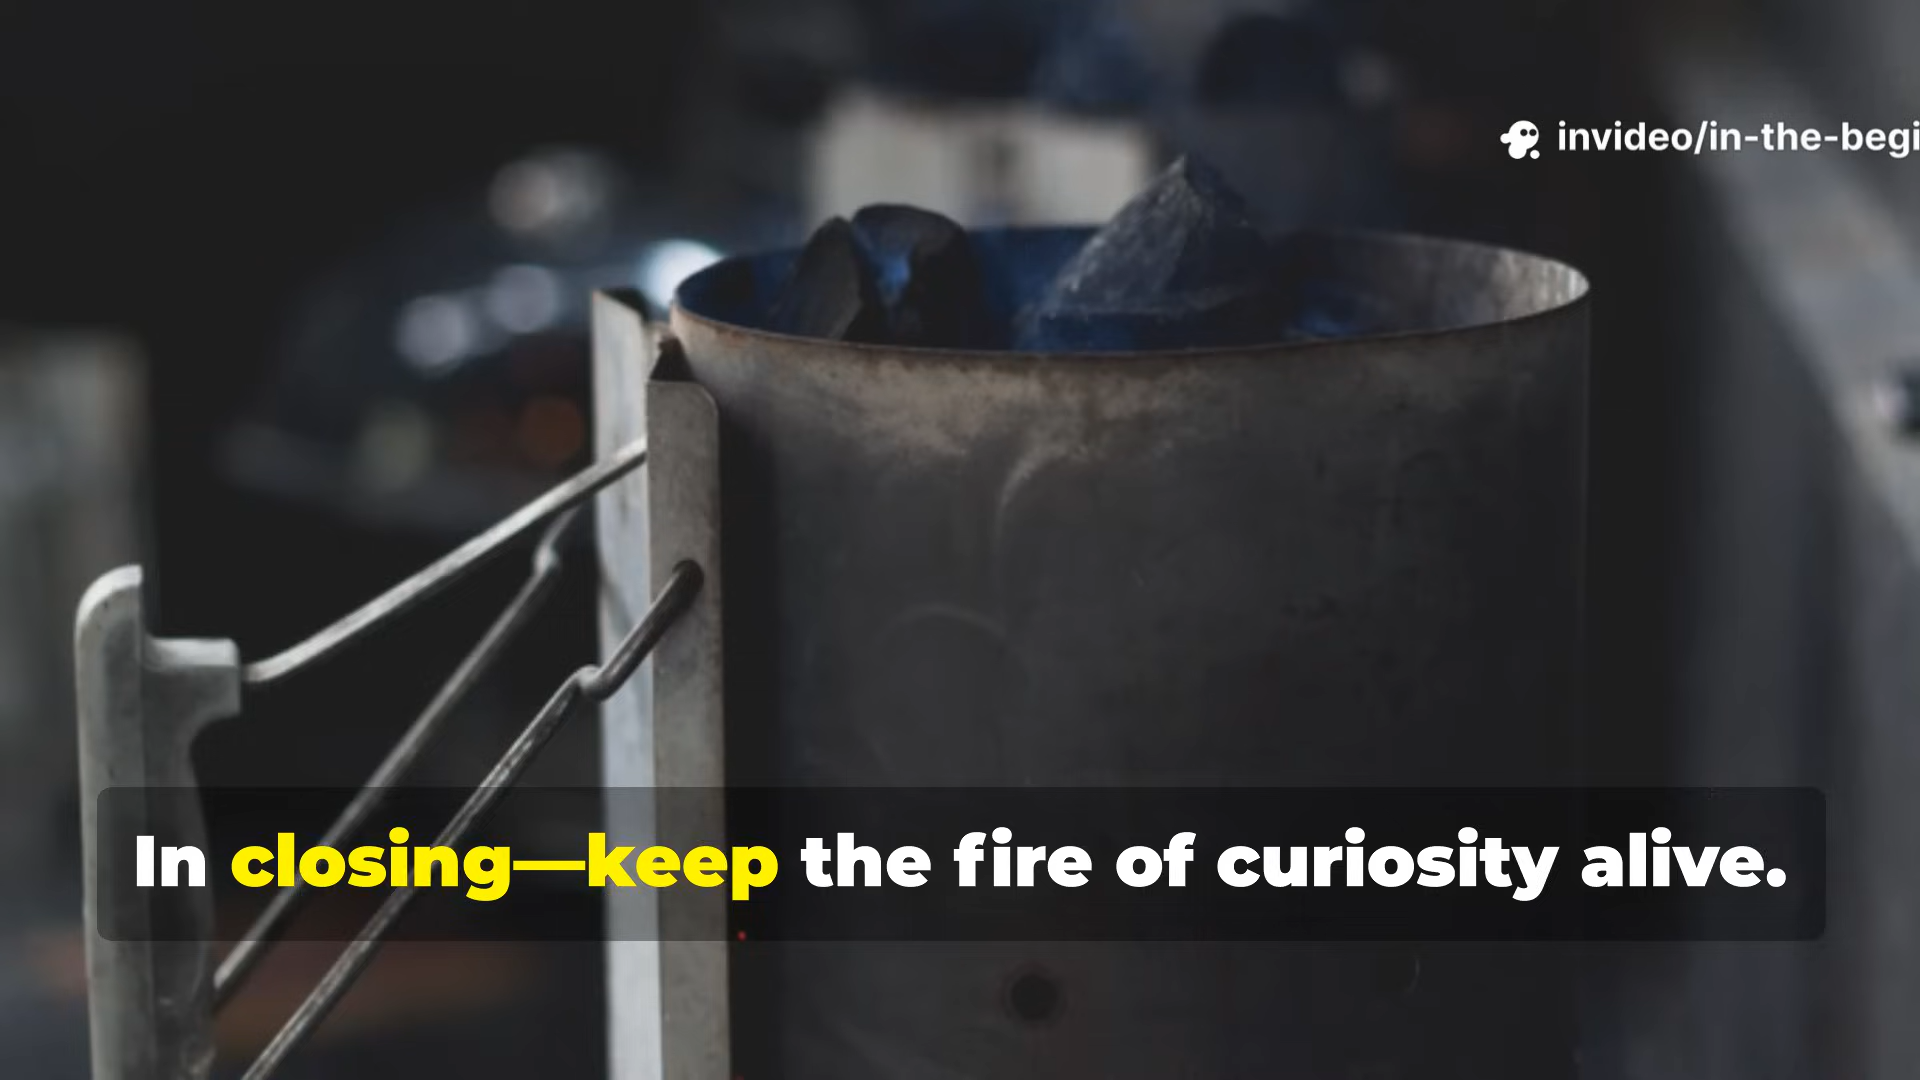 invideo/in-the-begi
In closing—keep the fire of curiosity alive.